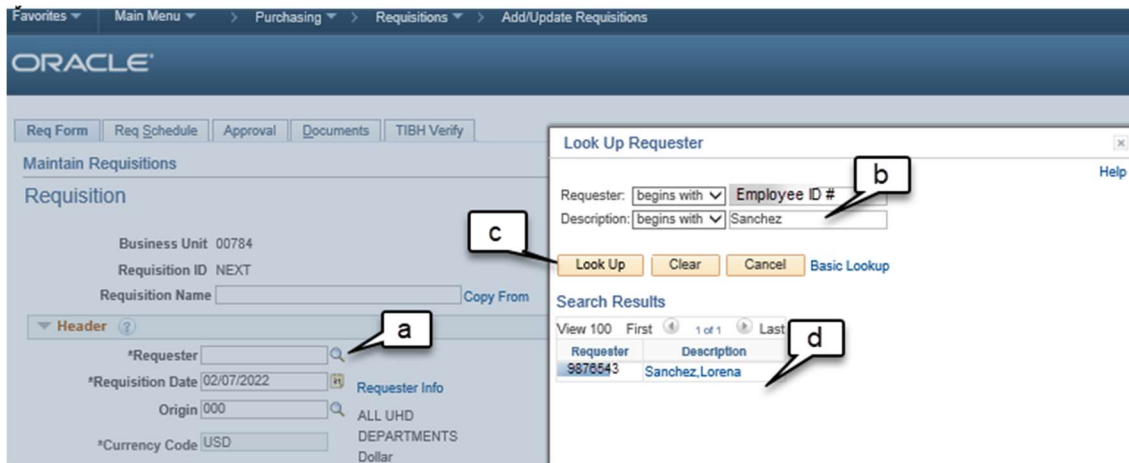 Favorites Main Menu > Purchasing > Requisitions > Add/Update Requisitions
ORACLE
Req Form Req Schedule Approval Documents TIBH Verify
Maintain Requisitions
Requisition
Business Unit 00784
Requisition ID NEXT
Requisition Name Copy From
Header ?
a
*Requester
*Requisition Date 02/07/2022 Requester Info
Origin 000 ALL UHD
DEPARTMENTS
*Currency Code USD Dollar
Look Up Requester
Help
b
Requester: begins with Employee ID #
Description: begins with Sanchez
c
Look Up Clear Cancel Basic Lookup
Search Results
View 100 First 1 of 1 Last
d
Requester Description
9876543 Sanchez,Lorena